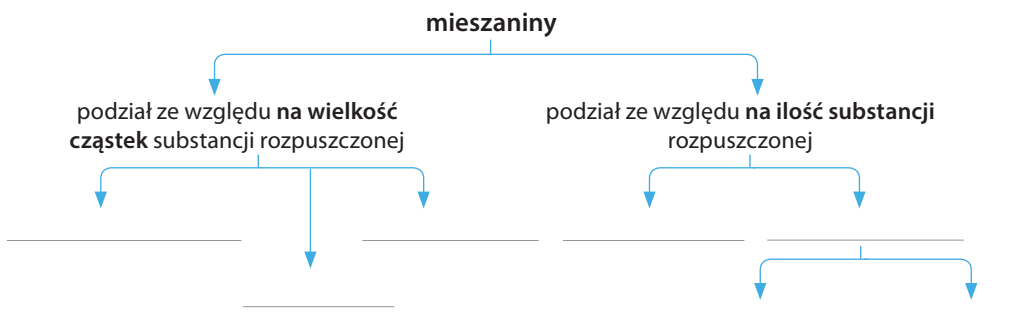 mieszaniny
podział ze względu na wielkość
cząstek substancji rozpuszczonej
podział ze względu na ilość substancji
rozpuszczonej